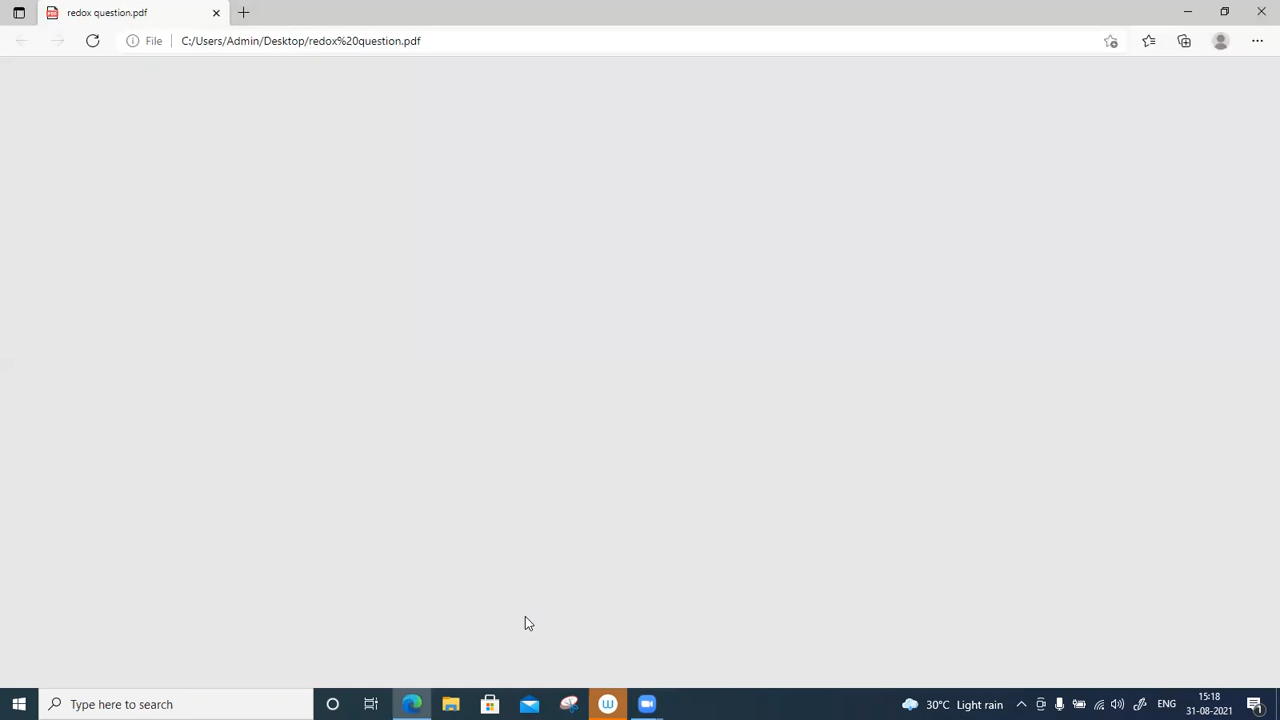 redox question.pdf
File
C:/Users/Admin/Desktop/redox%20question.pdf
Type here to search
30°C Light rain
ENG
15:18
31-08-2021